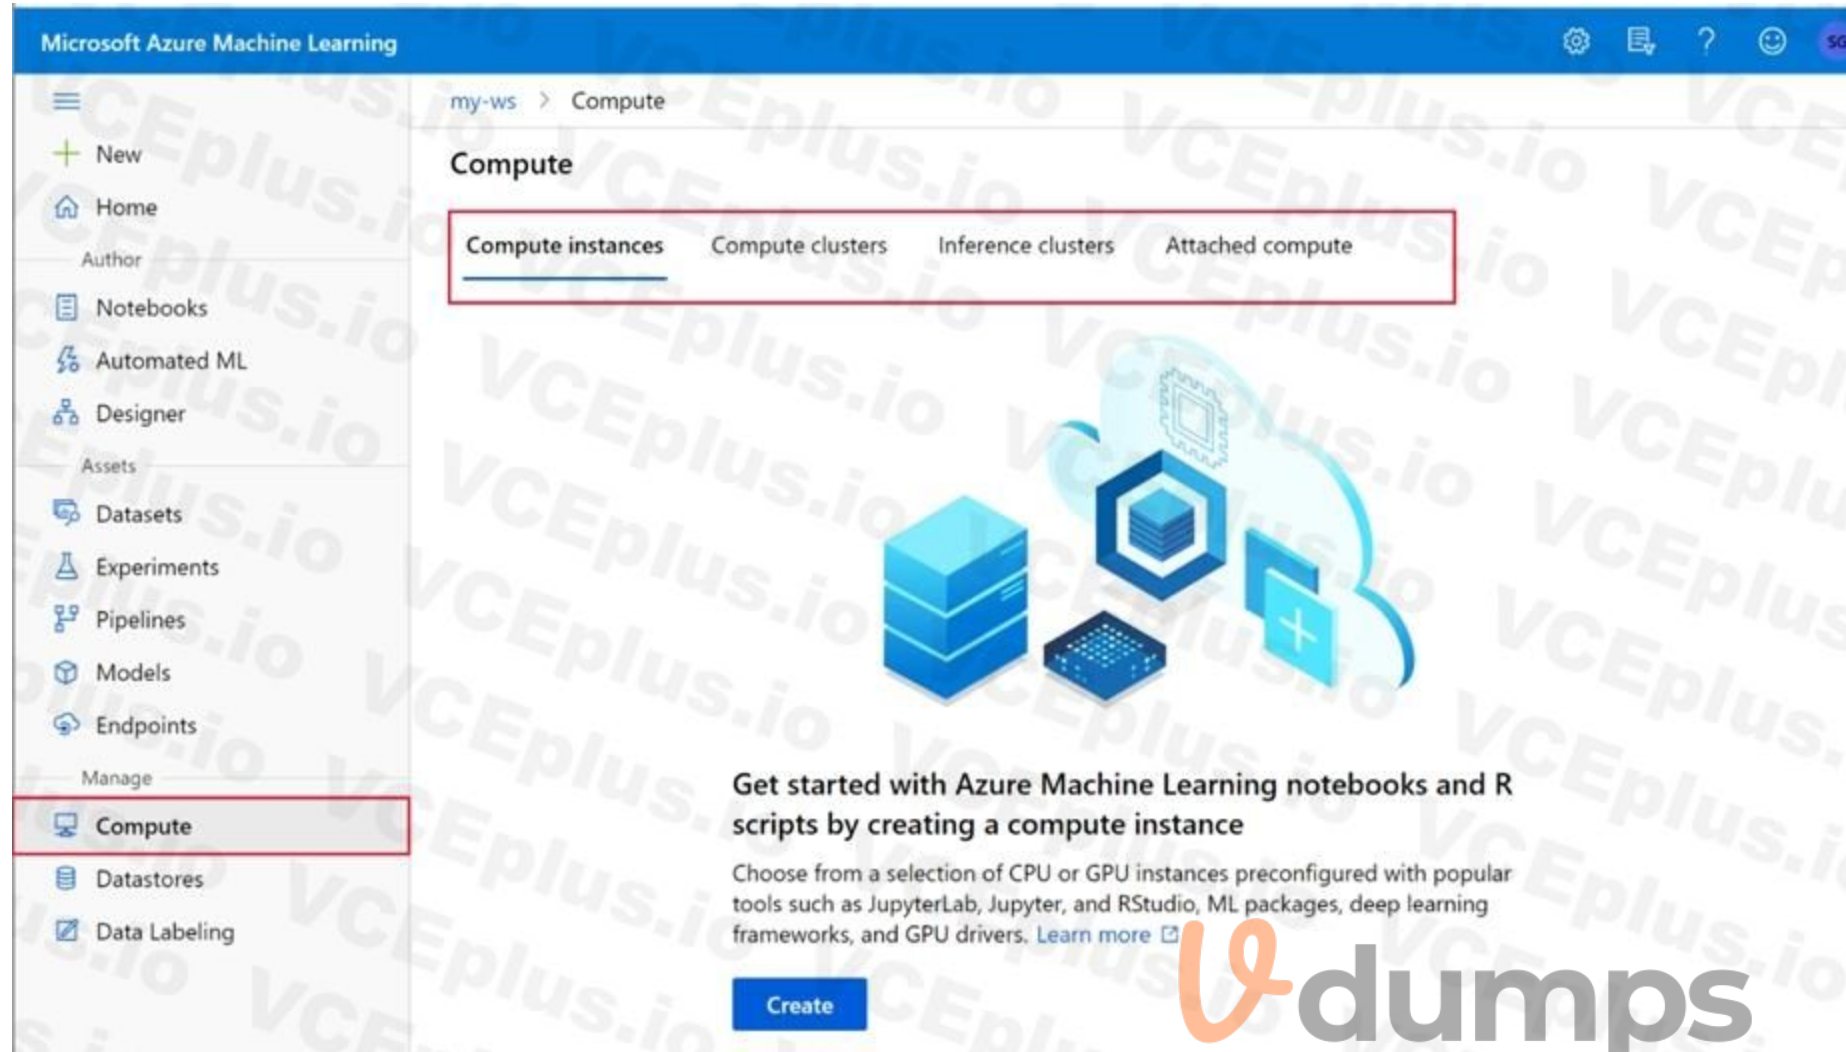 Microsoft Azure Machine Learning
SG
my-ws > Compute
New
Home
Author
Notebooks
Automated ML
Designer
Assets
Datasets
Experiments
Pipelines
Models
Endpoints
Manage
Compute
Datastores
Data Labeling
Compute
Compute instances Compute clusters Inference clusters Attached compute
Get started with Azure Machine Learning notebooks and R
scripts by creating a compute instance
Choose from a selection of CPU or GPU instances preconfigured with popular
tools such as JupyterLab, Jupyter, and RStudio, ML packages, deep learning
frameworks, and GPU drivers. Learn more
Create
VCEplus.io
Vdumps